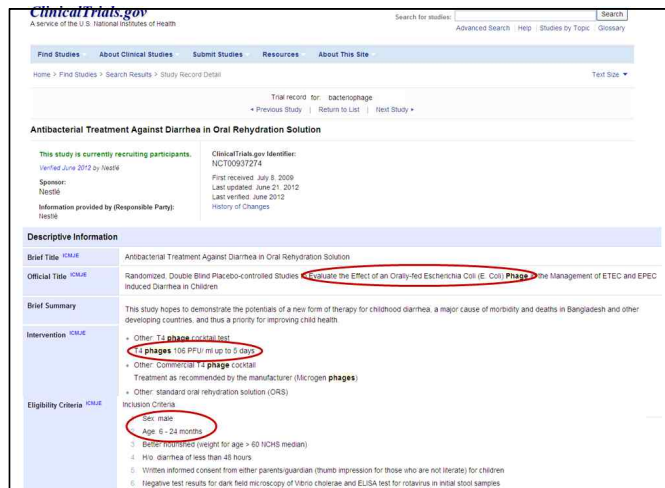 ClinicalTrials.gov
A service of the U.S. National Institutes of Health
Search for studies:
Search
Advanced Search | Help | Studies by Topic | Glossary
Find Studies
About Clinical Studies
Submit Studies
Resources
About This Site
Home > Find Studies > Search Results > Study Record Detail
Text Size
Trial record for: bacteriophage
Previous Study | Return to List | Next Study
Antibacterial Treatment Against Diarrhea in Oral Rehydration Solution
This study is currently recruiting participants.
Verified June 2012 by Nestlé
Sponsor:
Nestlé
Information provided by (Responsible Party):
Nestlé
ClinicalTrials.gov Identifier:
NCT00937274
First received: July 8, 2009
Last updated: June 21, 2012
Last verified: June 2012
History of Changes
Descriptive Information
Brief Title ICMJE
Antibacterial Treatment Against Diarrhea in Oral Rehydration Solution
Official Title ICMJE
Randomized. Double Blind Placebo-controlled Studies Evaluate the Effect of an Orally-fed Escherichia Coli (E. Coli) Phage the Management of ETEC and EPEC
Induced Diarrhea in Children
Brief Summary
This study hopes to demonstrate the potentials of a new form of therapy for childhood diarrhea, a major cause of morbidity and deaths in Bangladesh and other
developing countries, and thus a priority for improving child health.
Intervention ICMJE
Other: T4 phage cocktail test
T4 phages 106 PFU/ ml up to 5 days
Other: Commercial T4 phage cocktail
Treatment as recommended by the manufacturer (Microgen phages)
Other: standard oral rehydration solution (ORS)
Eligibility Criteria ICMJE
Inclusion Criteria
Sex: male
2 Age: 6 - 24 months
3 Better nourished (weight for age > 60 NCHS median)
4 H/o. diarrhea of less than 48 hours
5 Written informed consent from either parents/guardian (thumb impression for those who are not literate) for children
6 Negative test results for dark field microscopy of Vibrio cholerae and ELISA test for rotavirus in initial stool samples